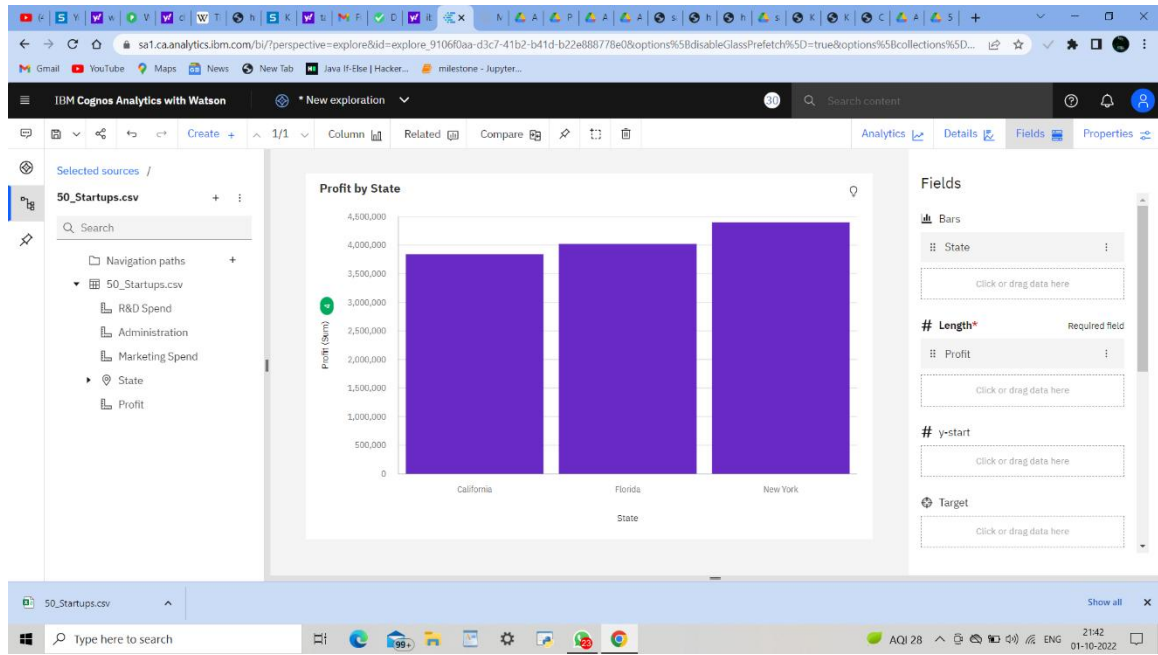 sa1.ca.analytics.ibm.com/bi/?perspective=explore&id=explore_9106f0aa-d3c7-41b2-b41d-b22e888778e0&options%5BdisableGlassPrefetch%5D=true&options%5Bcollections%5D...
Gmail YouTube Maps News New Tab Java If-Else | Hacker... milestone - Jupyter...
IBM Cognos Analytics with Watson * New exploration 30 Search content
Create + 1/1 Column Related Compare Analytics Details Fields Properties
Selected sources /
50_Startups.csv
Search
Navigation paths
50_Startups.csv
R&D Spend
Administration
Marketing Spend
State
Profit
Profit by State
4,500,000
4,000,000
3,500,000
3,000,000
2,500,000
2,000,000
1,500,000
1,000,000
500,000
0
Profit (Sum)
California Florida New York
State
Fields
Bars
State
Click or drag data here
# Length* Required field
Profit
Click or drag data here
# y-start
Click or drag data here
Target
Click or drag data here
50_Startups.csv Show all
Type here to search 99+ 23 AQI 28 ENG 21:42
01-10-2022